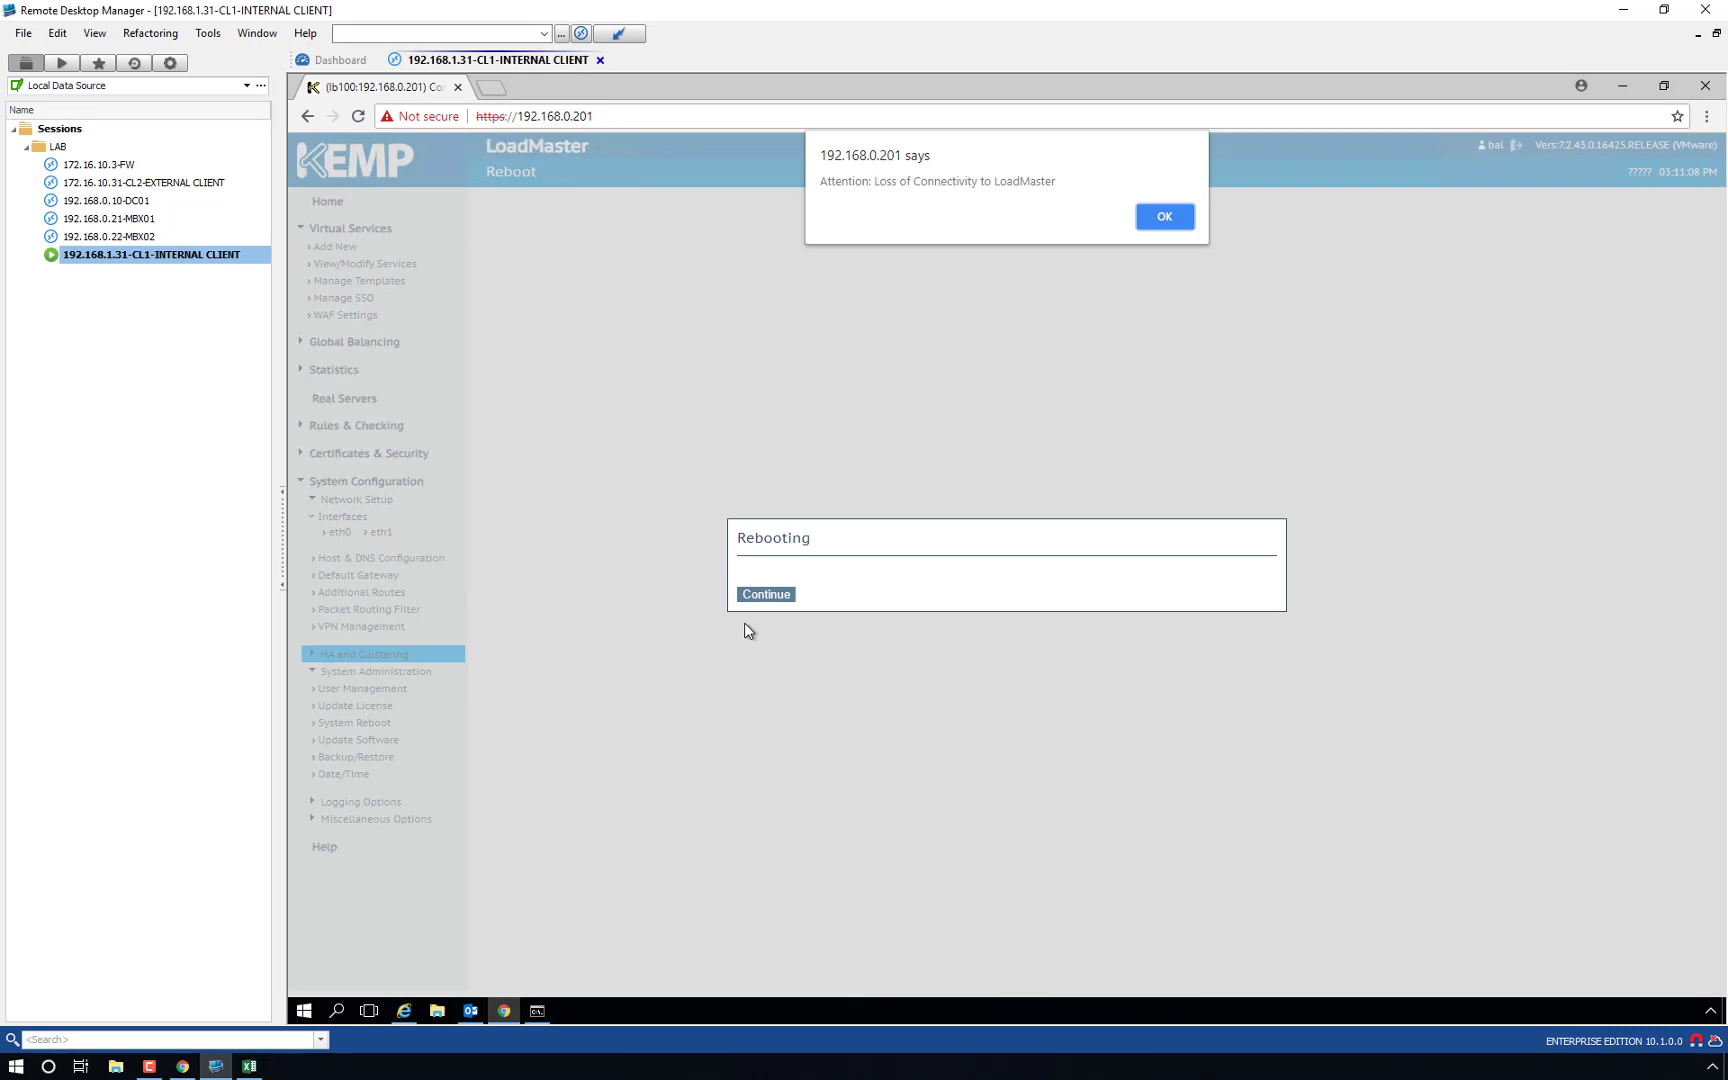 Remote Desktop Manager - [192.168.1.31-CL1-INTERNAL CLIENT]
File Edit View Refactoring Tools Window Help
...
Dashboard 192.168.1.31-CL1-INTERNAL CLIENT
Local Data Source
Name
Sessions
LAB
172.16.10.3-FW
172.16.10.31-CL2-EXTERNAL CLIENT
192.168.0.10-DC01
192.168.0.21-MBX01
192.168.0.22-MBX02
192.168.1.31-CL1-INTERNAL CLIENT
(lb100:192.168.0.201) Co
Not secure https://192.168.0.201
KEMP
LoadMaster
Reboot
bal Vers:7.2.43.0.16425.RELEASE (VMware)
????? 03:11:08 PM
192.168.0.201 says
Attention: Loss of Connectivity to LoadMaster
OK
Home
Virtual Services
Add New
View/Modify Services
Manage Templates
Manage SSO
WAF Settings
Global Balancing
Statistics
Real Servers
Rules & Checking
Certificates & Security
System Configuration
Network Setup
Interfaces
eth0 eth1
Host & DNS Configuration
Default Gateway
Additional Routes
Packet Routing Filter
VPN Management
HA and Clustering
System Administration
User Management
Update License
System Reboot
Update Software
Backup/Restore
Date/Time
Logging Options
Miscellaneous Options
Help
Rebooting
Continue
<Search>
ENTERPRISE EDITION 10.1.0.0